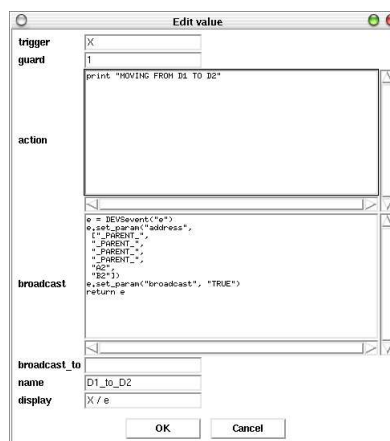 Edit value
trigger X
guard 1
action
print "MOVING FROM D1 TO D2"
broadcast
e = DEVSevent("e")
e.set_param("address",
["_PARENT_",
"_PARENT_",
"_PARENT_",
"_PARENT_",
"A2",
"B2"])
e.set_param("broadcast", "TRUE")
return e
broadcast_to
name D1_to_D2
display X / e
OK Cancel